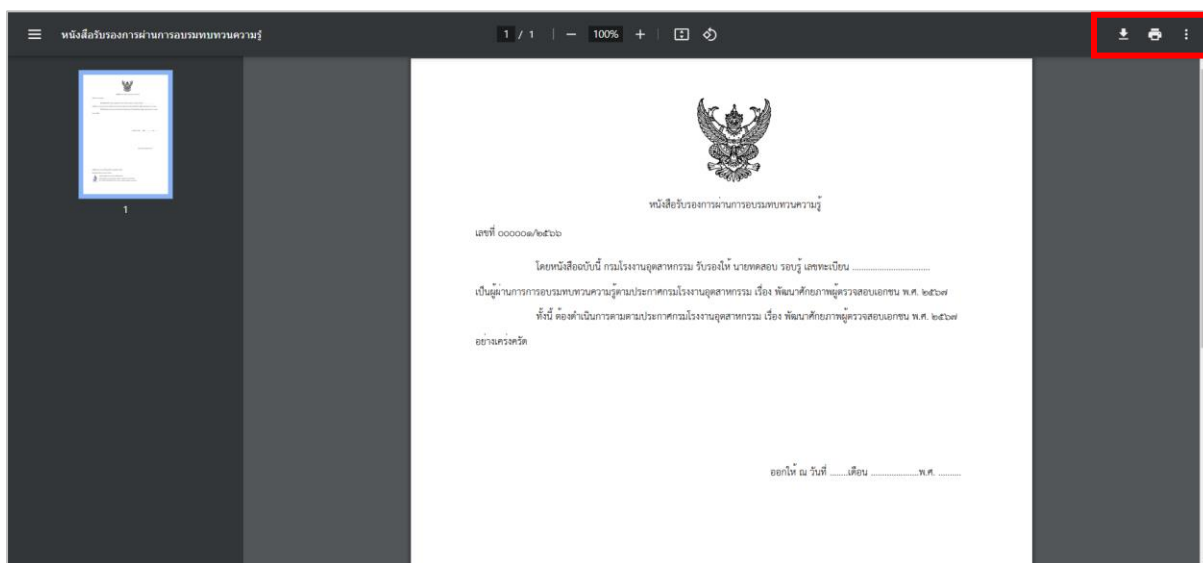 หนังสือรับรองการผ่านการอบรมทบทวนความรู้
1 / 1
100%
1
หนังสือรับรองการผ่านการอบรมทบทวนความรู้
เลขที่ ๐๐๐๐๐๑/๒๕๖๖
โดยหนังสือฉบับนี้ กรมโรงงานอุตสาหกรรม รับรองให้ นายทดสอบ รอบรู้ เลขทะเบียน ................................
เป็นผู้ผ่านการการอบรมทบทวนความรู้ตามประกาศกรมโรงงานอุตสาหกรรม เรื่อง พัฒนาศักยภาพผู้ตรวจสอบเอกชน พ.ศ. ๒๕๖๗
ทั้งนี้ ต้องดำเนินการตามตามประกาศกรมโรงงานอุตสาหกรรม เรื่อง พัฒนาศักยภาพผู้ตรวจสอบเอกชน พ.ศ. ๒๕๖๗
อย่างเคร่งครัด
ออกให้ ณ วันที่ ........เดือน .....................พ.ศ. ..........